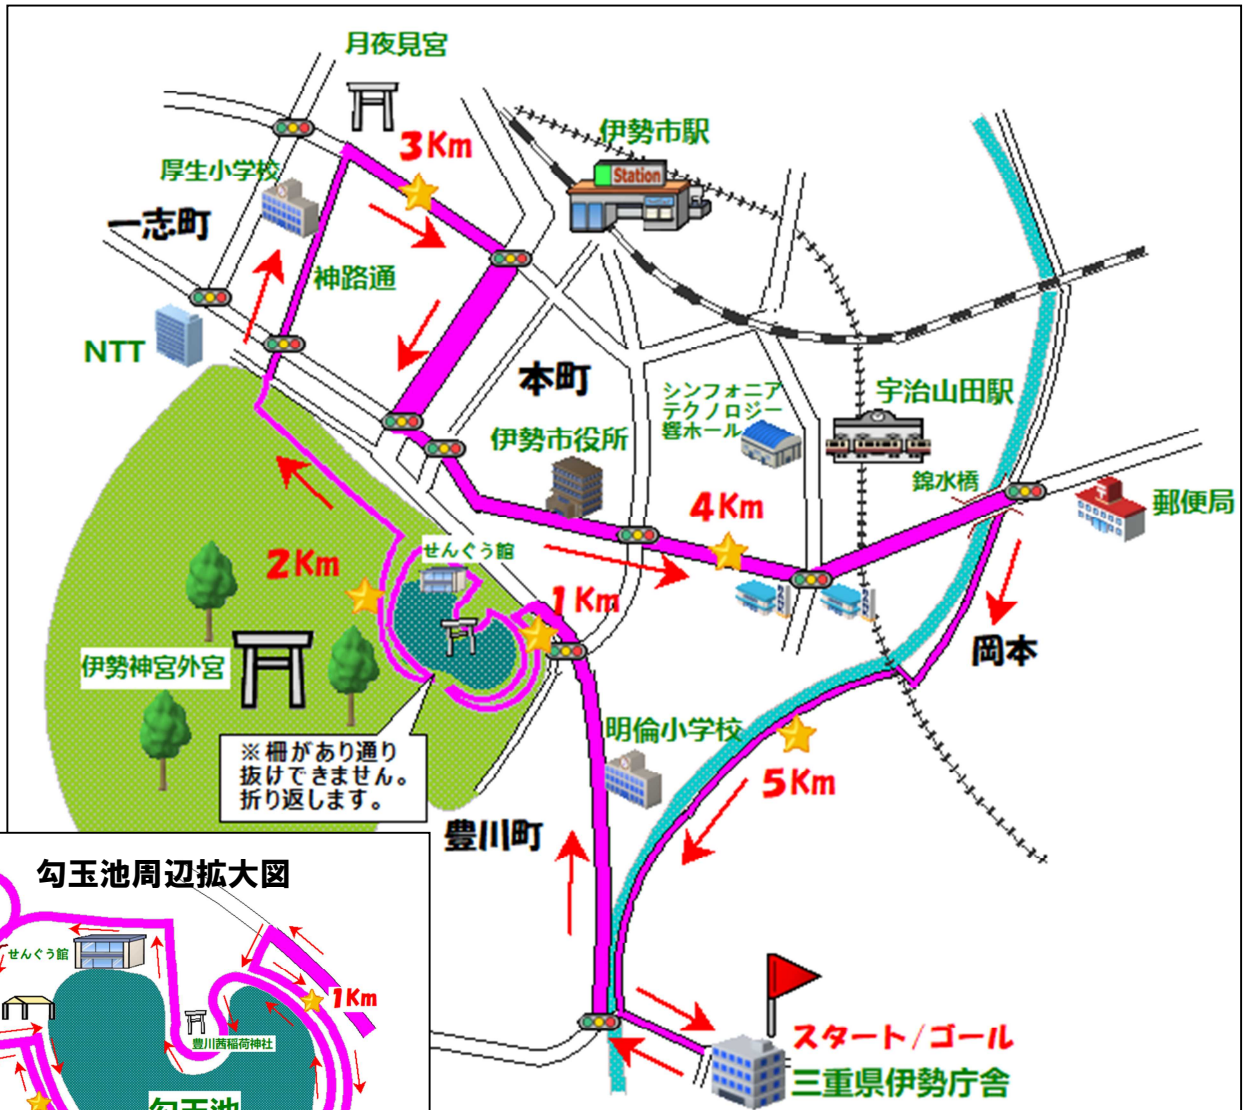 月夜見宮
3Km
伊勢市駅
Station
厚生小学校
一志町
神路通
NTT
本町
シンフォニア
テクノロジー
響ホール
宇治山田駅
伊勢市役所
錦水橋
郵便局
4Km
せんぐう館
2Km
1Km
岡本
伊勢神宮外宮
明倫小学校
※柵があり通り
抜けできません。
折り返します。
5Km
豊川町
勾玉池周辺拡大図
せんぐう館
1Km
豊川茜稲荷神社
勾玉池
スタート/ゴール
三重県伊勢庁舎